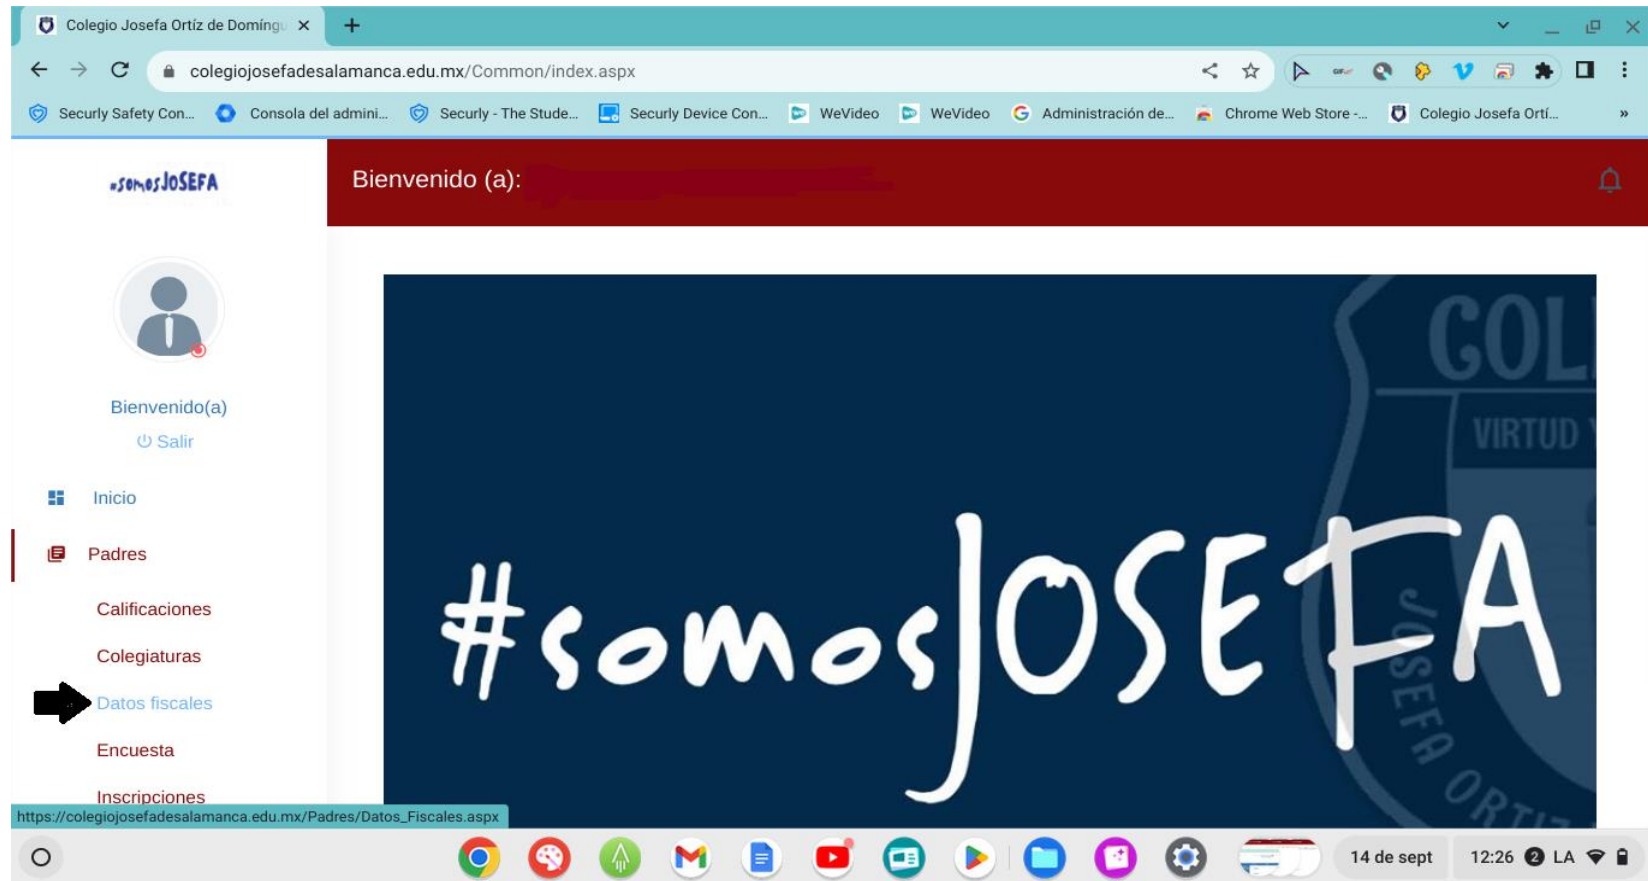 Colegio Josefa Ortíz de Domíngu
colegiojosefadesalamanca.edu.mx/Common/index.aspx
Securly Safety Con... Consola del admini... Securly - The Stude... Securly Device Con... WeVideo WeVideo Administración de... Chrome Web Store -... Colegio Josefa Ortí... »
#somosJOSEFA
Bienvenido (a):
Bienvenido(a)
Salir
Inicio
Padres
Calificaciones
Colegiaturas
Datos fiscales
Encuesta
Inscripciones
COL
VIRTUD Y
#somosJOSEFA
JOSEFA ORTIZ
https://colegiojosefadesalamanca.edu.mx/Padres/Datos_Fiscales.aspx
14 de sept 12:26 2 LA